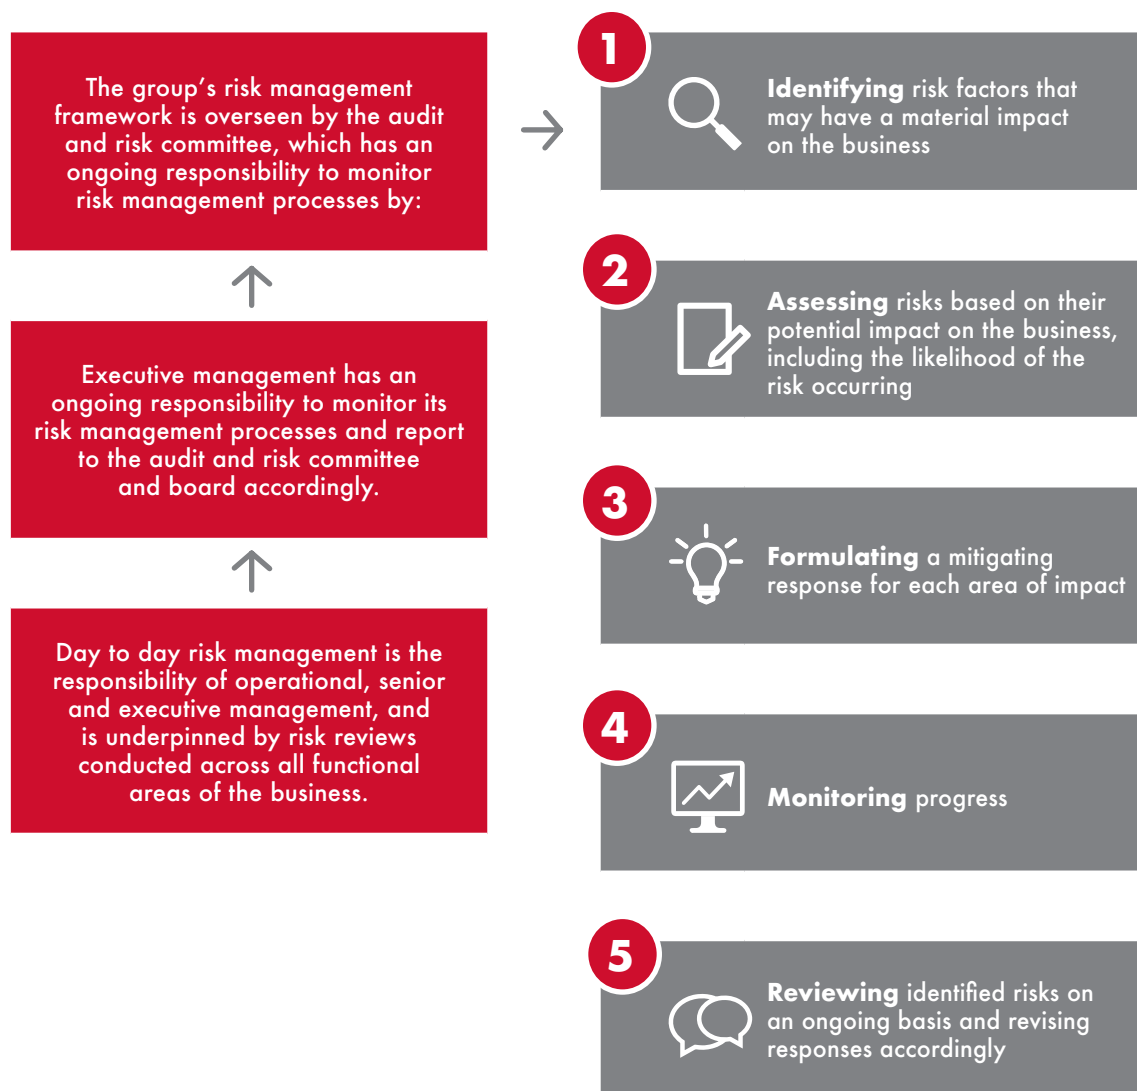 The group’s risk management
framework is overseen by the audit
and risk committee, which has an
ongoing responsibility to monitor
risk management processes by:
Executive management has an
ongoing responsibility to monitor its
risk management processes and report
to the audit and risk committee
and board accordingly.
Day to day risk management is the
responsibility of operational, senior
and executive management, and
is underpinned by risk reviews
conducted across all functional
areas of the business.
1
Identifying risk factors that
may have a material impact
on the business
2
Assessing risks based on their
potential impact on the business,
including the likelihood of the
risk occurring
3
Formulating a mitigating
response for each area of impact
4
Monitoring progress
5
Reviewing identified risks on
an ongoing basis and revising
responses accordingly